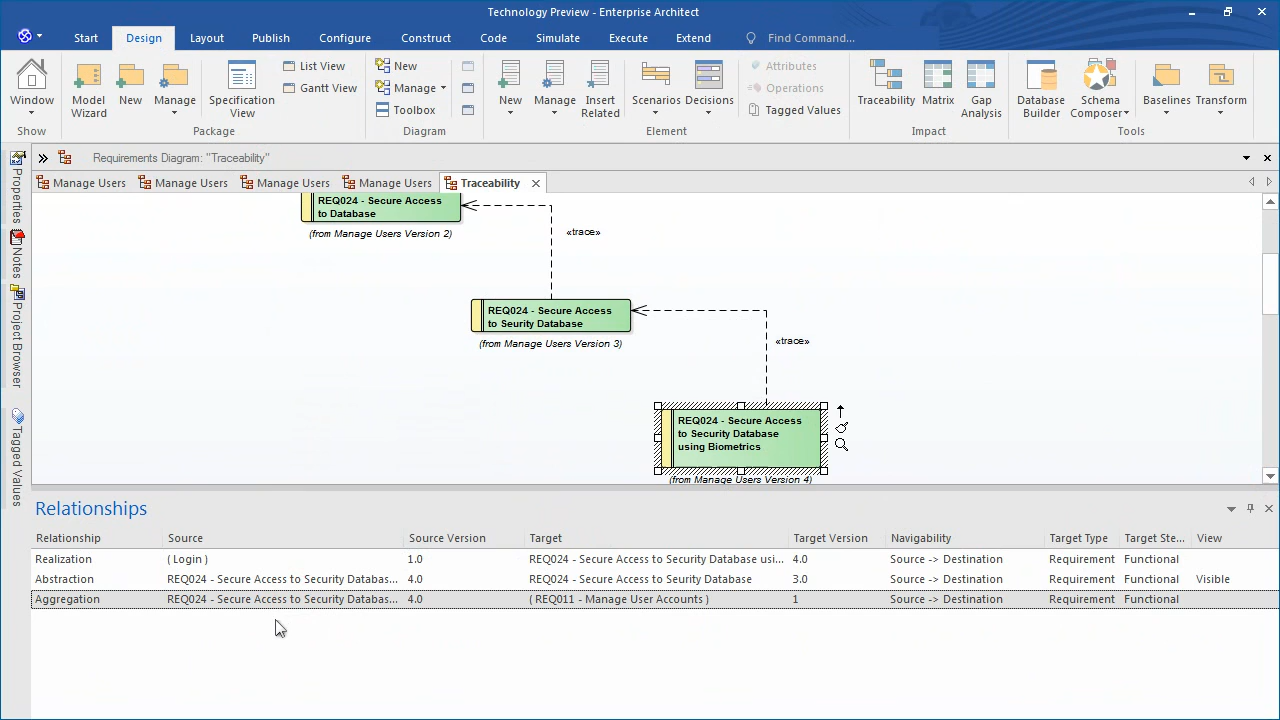 Technology Preview - Enterprise Architect
Start Design Layout Publish Configure Construct Code Simulate Execute Extend Find Command...
Window
Show
Model Wizard
New
Manage
Specification View
List View
Gantt View
Package
New
Manage
Toolbox
Diagram
New
Manage
Insert Related
Scenarios
Decisions
Attributes
Operations
Tagged Values
Element
Traceability
Matrix
Gap Analysis
Impact
Database Builder
Schema Composer
Baselines
Transform
Tools
Requirements Diagram: "Traceability"
Manage Users Manage Users Manage Users Manage Users Traceability
Properties
Notes
Project Browser
Tagged Values
REQ024 - Secure Access
to Database
(from Manage Users Version 2)
«trace»
REQ024 - Secure Access
to Seurity Database
(from Manage Users Version 3)
«trace»
REQ024 - Secure Access
to Security Database
using Biometrics
(from Manage Users Version 4)
Relationships
Relationship Source Source Version Target Target Version Navigability Target Type Target Ste... View
Realization ( Login ) 1.0 REQ024 - Secure Access to Security Database usi... 4.0 Source -> Destination Requirement Functional
Abstraction REQ024 - Secure Access to Security Databas... 4.0 REQ024 - Secure Access to Seurity Database 3.0 Source -> Destination Requirement Functional Visible
Aggregation REQ024 - Secure Access to Security Databas... 4.0 ( REQ011 - Manage User Accounts ) 1 Source -> Destination Requirement Functional